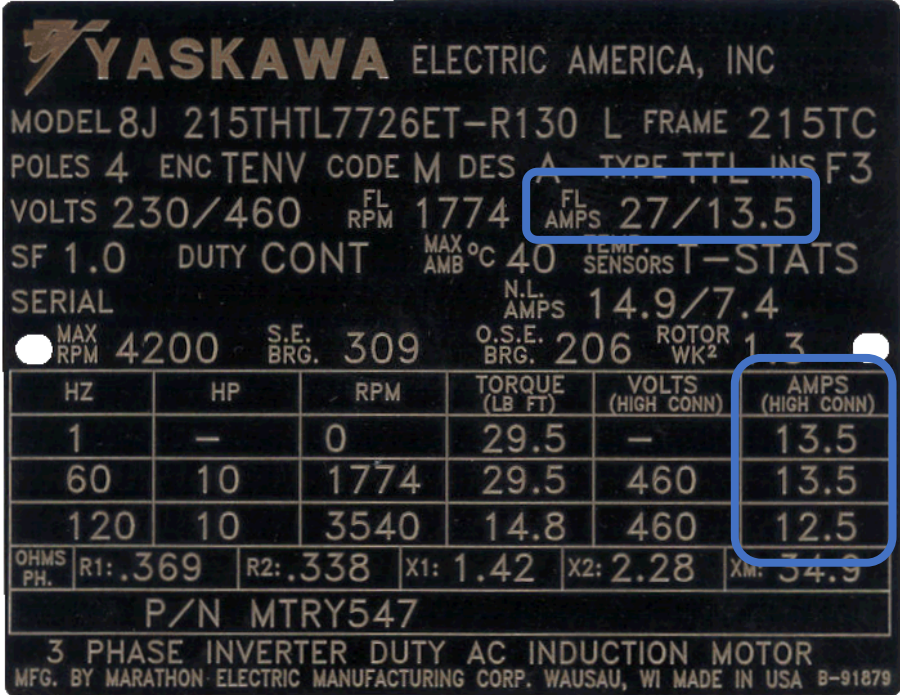 YASKAWA ELECTRIC AMERICA, INC
MODEL 8J 215THTL7726ET-R130 L FRAME 215TC
POLES 4 ENC TENV CODE M DES A TYPE TTL INS F3
VOLTS 230/460 FL RPM 1774 FL AMPS 27/13.5
SF 1.0 DUTY CONT MAX AMB °C 40 TEMP. SENSORS T-STATS
SERIAL N.L. AMPS 14.9/7.4
MAX RPM 4200 S.E. BRG. 309 O.S.E. BRG. 206 ROTOR WK² 1.3
HZ HP RPM TORQUE (LB FT) VOLTS (HIGH CONN) AMPS (HIGH CONN)
1 – 0 29.5 – 13.5
60 10 1774 29.5 460 13.5
120 10 3540 14.8 460 12.5
OHMS PH. R1: .369 R2: .338 X1: 1.42 X2: 2.28 XM: 34.9
P/N MTRY547
3 PHASE INVERTER DUTY AC INDUCTION MOTOR
MFG. BY MARATHON ELECTRIC MANUFACTURING CORP. WAUSAU, WI MADE IN USA B-91879